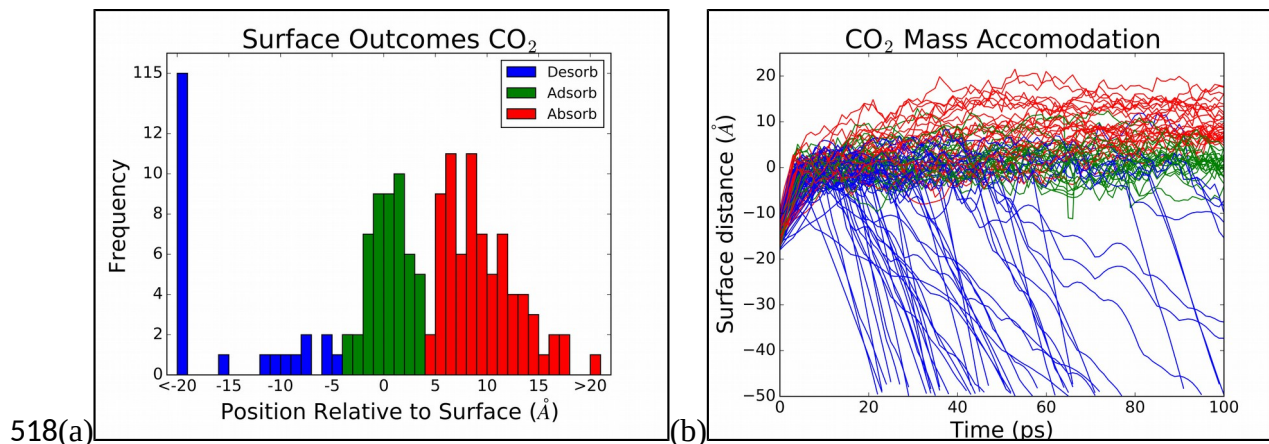 Surface Outcomes CO₂
115
12
10
8
6
4
2
0
Frequency
Desorb
Adsorb
Absorb
<-20 -15 -10 -5 0 5 10 15 >20
Position Relative to Surface (Å)
518(a)
CO₂ Mass Accomodation
20
10
0
−10
−20
−30
−40
−50
Surface distance (Å)
0 20 40 60 80 100
Time (ps)
(b)